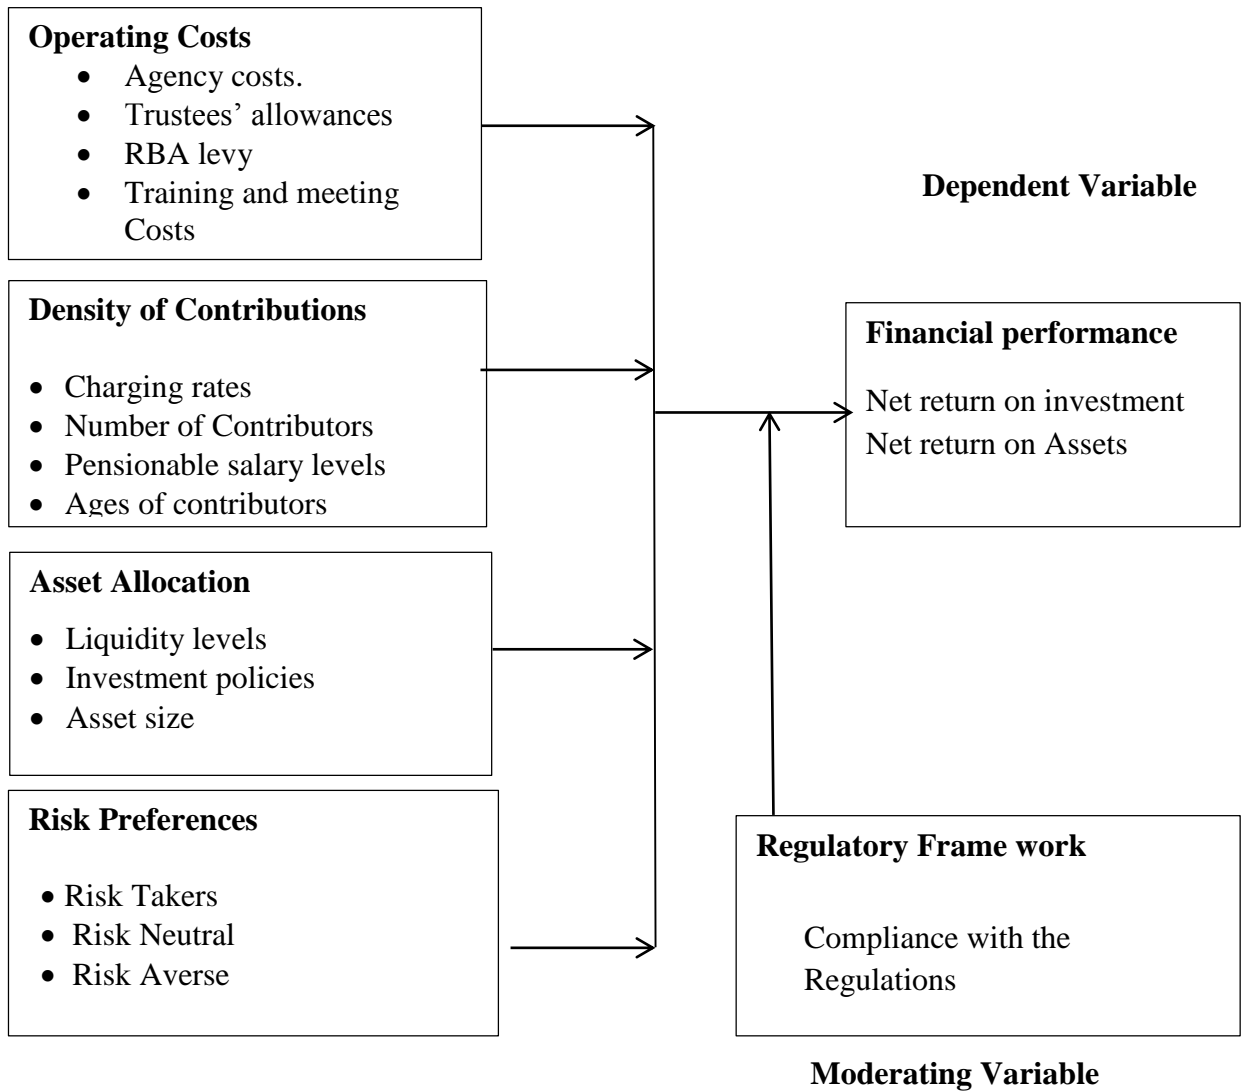 Operating Costs
• Agency costs.
• Trustees’ allowances
• RBA levy
• Training and meeting
Costs
Dependent Variable
Density of Contributions
• Charging rates
• Number of Contributors
• Pensionable salary levels
• Ages of contributors
Financial performance
Net return on investment
Net return on Assets
Asset Allocation
• Liquidity levels
• Investment policies
• Asset size
Risk Preferences
• Risk Takers
• Risk Neutral
• Risk Averse
Regulatory Frame work
Compliance with the
Regulations
Moderating Variable